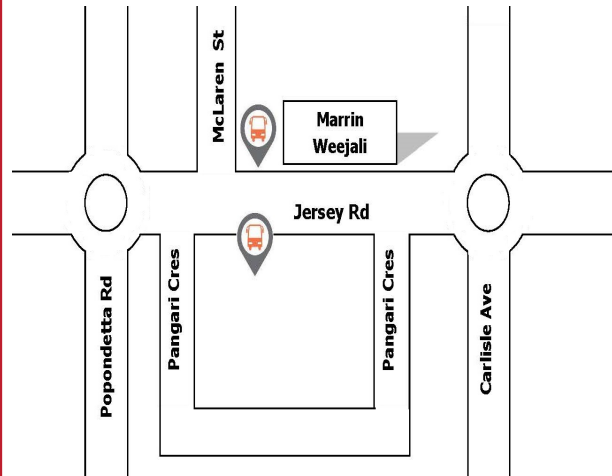 McLaren St
Marrin
Weejali
Jersey Rd
Popondetta Rd
Pangari Cres
Pangari Cres
Carlisle Ave